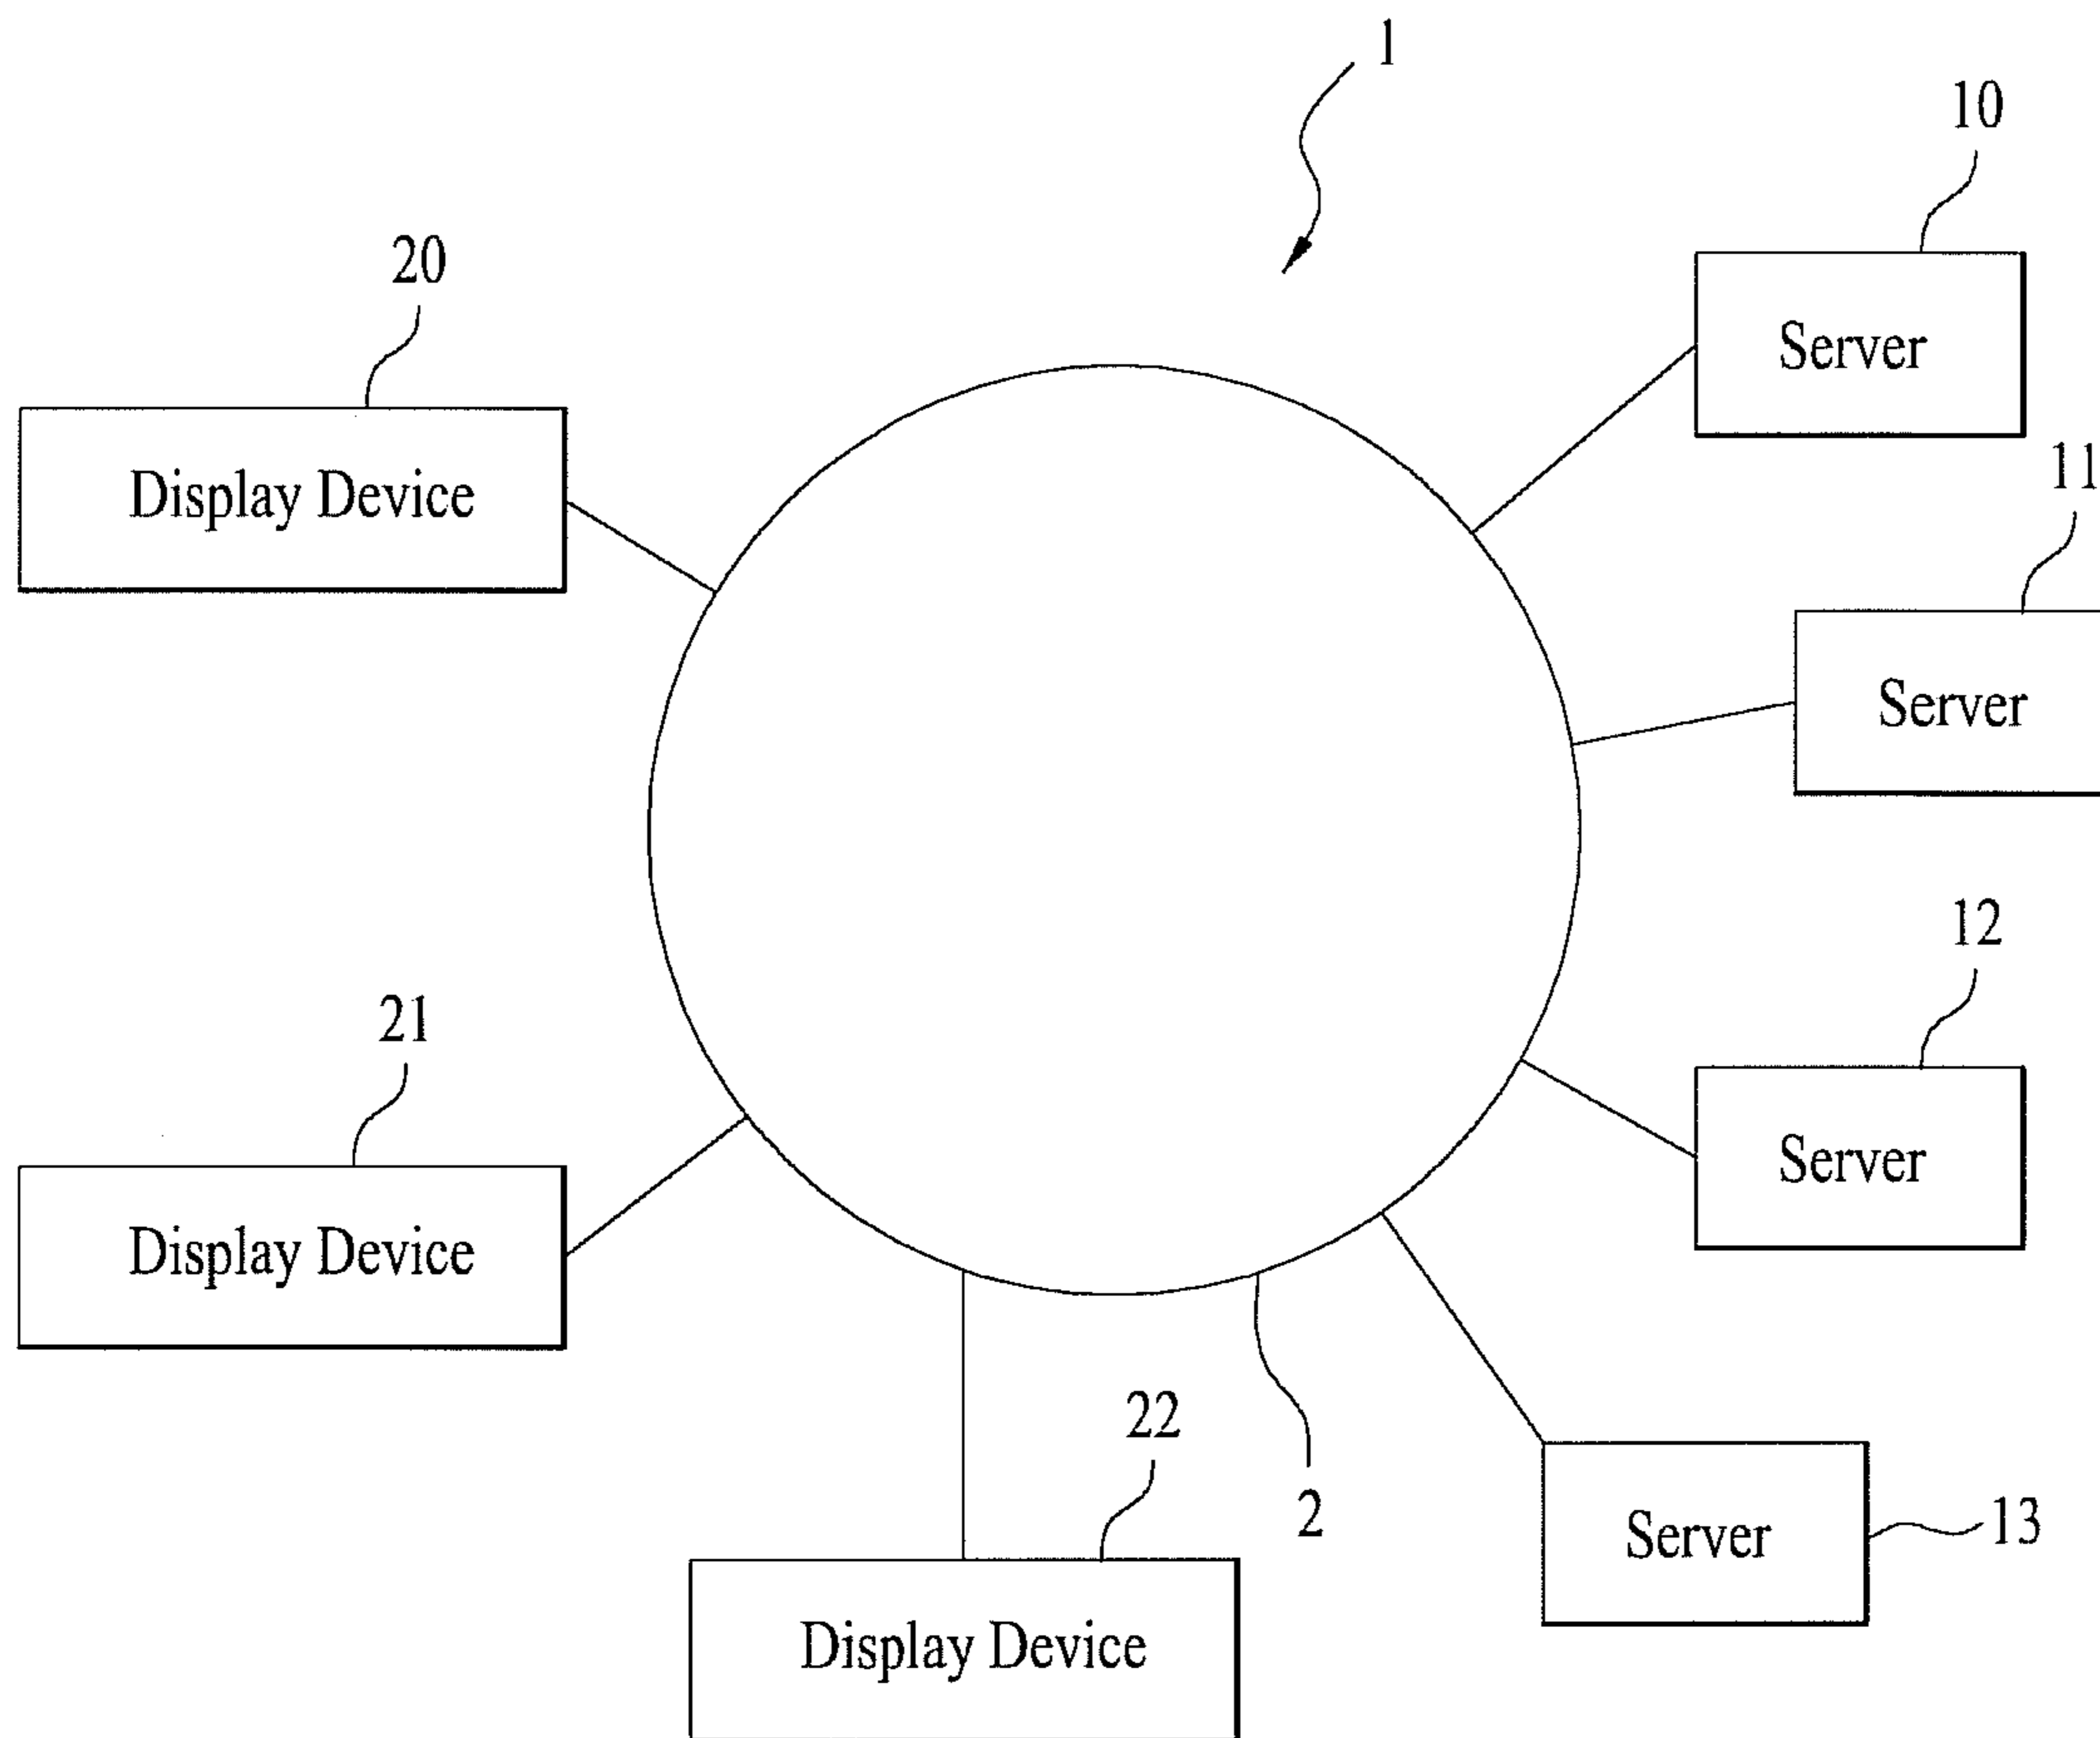 1
10
20
Server
11
Display Device
Server
12
21
Server
Display Device
22
2
13
Server
Display Device